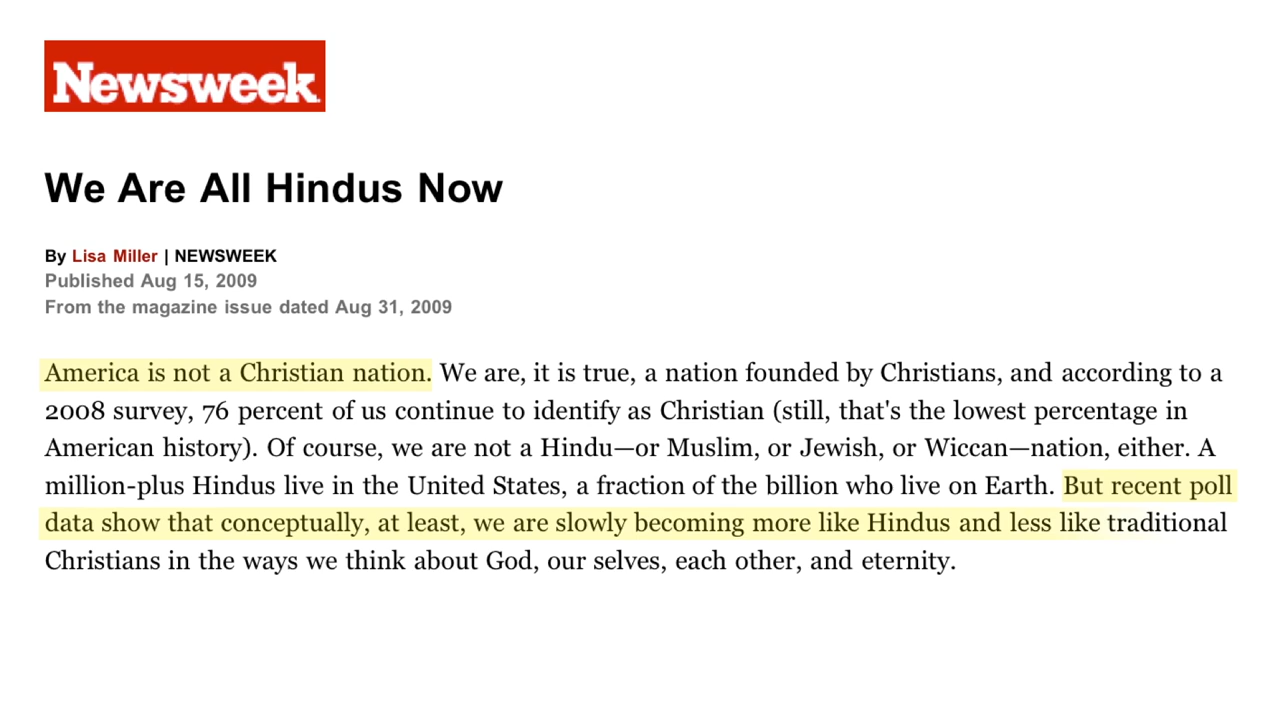 Newsweek
We Are All Hindus Now
By Lisa Miller | NEWSWEEK
Published Aug 15, 2009
From the magazine issue dated Aug 31, 2009
America is not a Christian nation. We are, it is true, a nation founded by Christians, and according to a
2008 survey, 76 percent of us continue to identify as Christian (still, that's the lowest percentage in
American history). Of course, we are not a Hindu—or Muslim, or Jewish, or Wiccan—nation, either. A
million-plus Hindus live in the United States, a fraction of the billion who live on Earth. But recent poll
data show that conceptually, at least, we are slowly becoming more like Hindus and less like traditional
Christians in the ways we think about God, our selves, each other, and eternity.